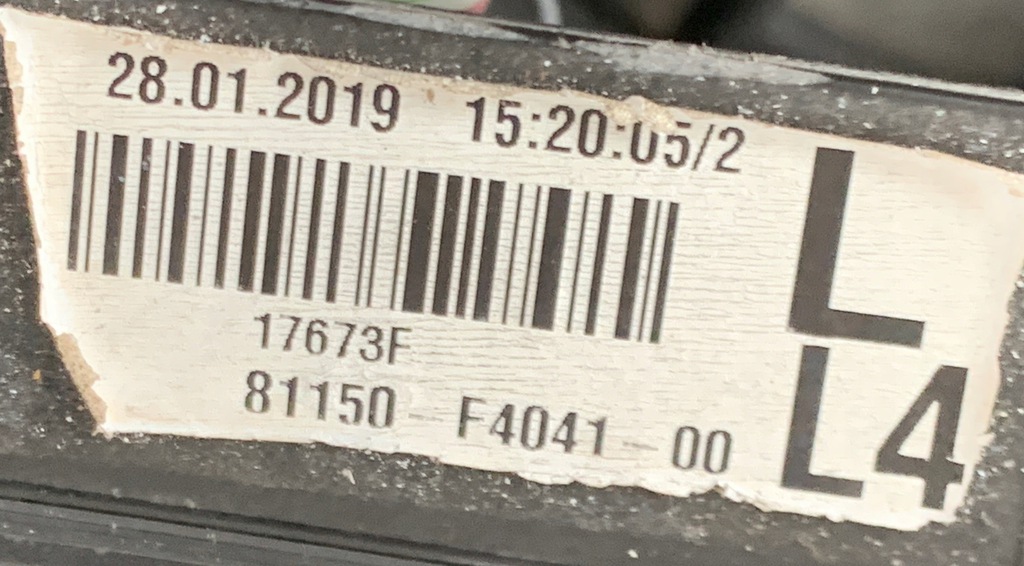 28.01.2019 15:20:05/2
L
17673F
81150 - F4041 - 00
L4